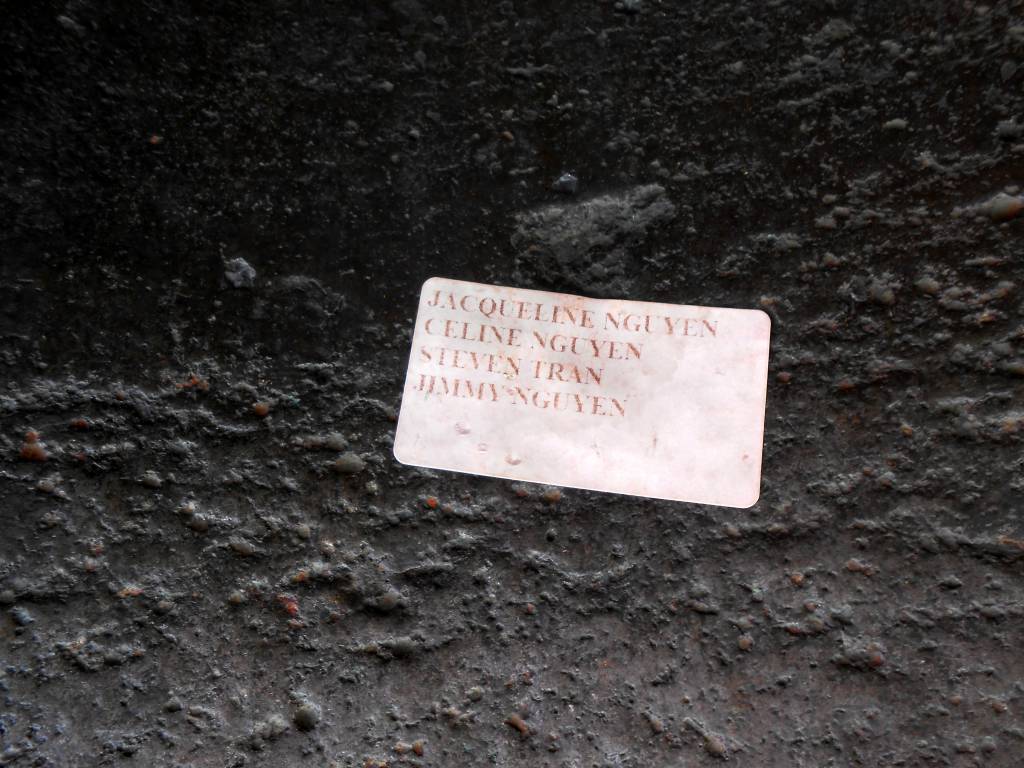 JACQUELINE NGUYEN
CELINE NGUYEN
STEVEN TRAN
JIMMY NGUYEN